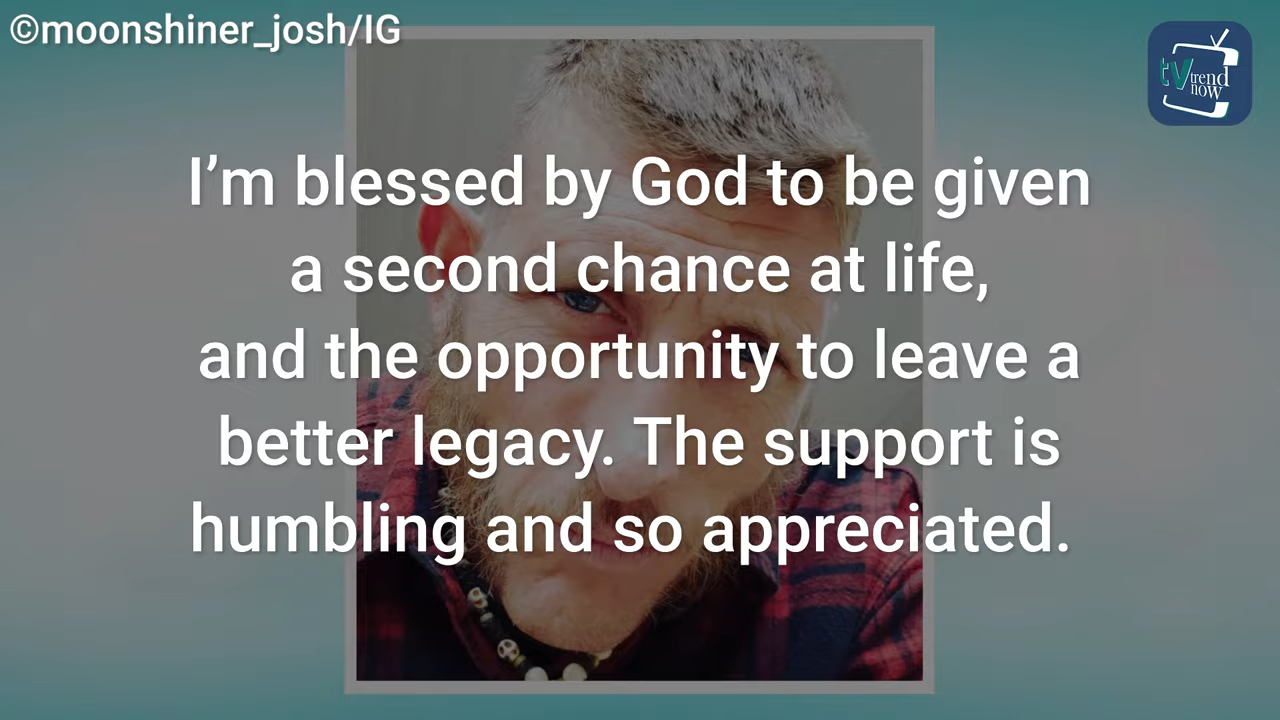 ©moonshiner_josh/IG
tv trend
now
I’m blessed by God to be given
a second chance at life,
and the opportunity to leave a
better legacy. The support is
humbling and so appreciated.